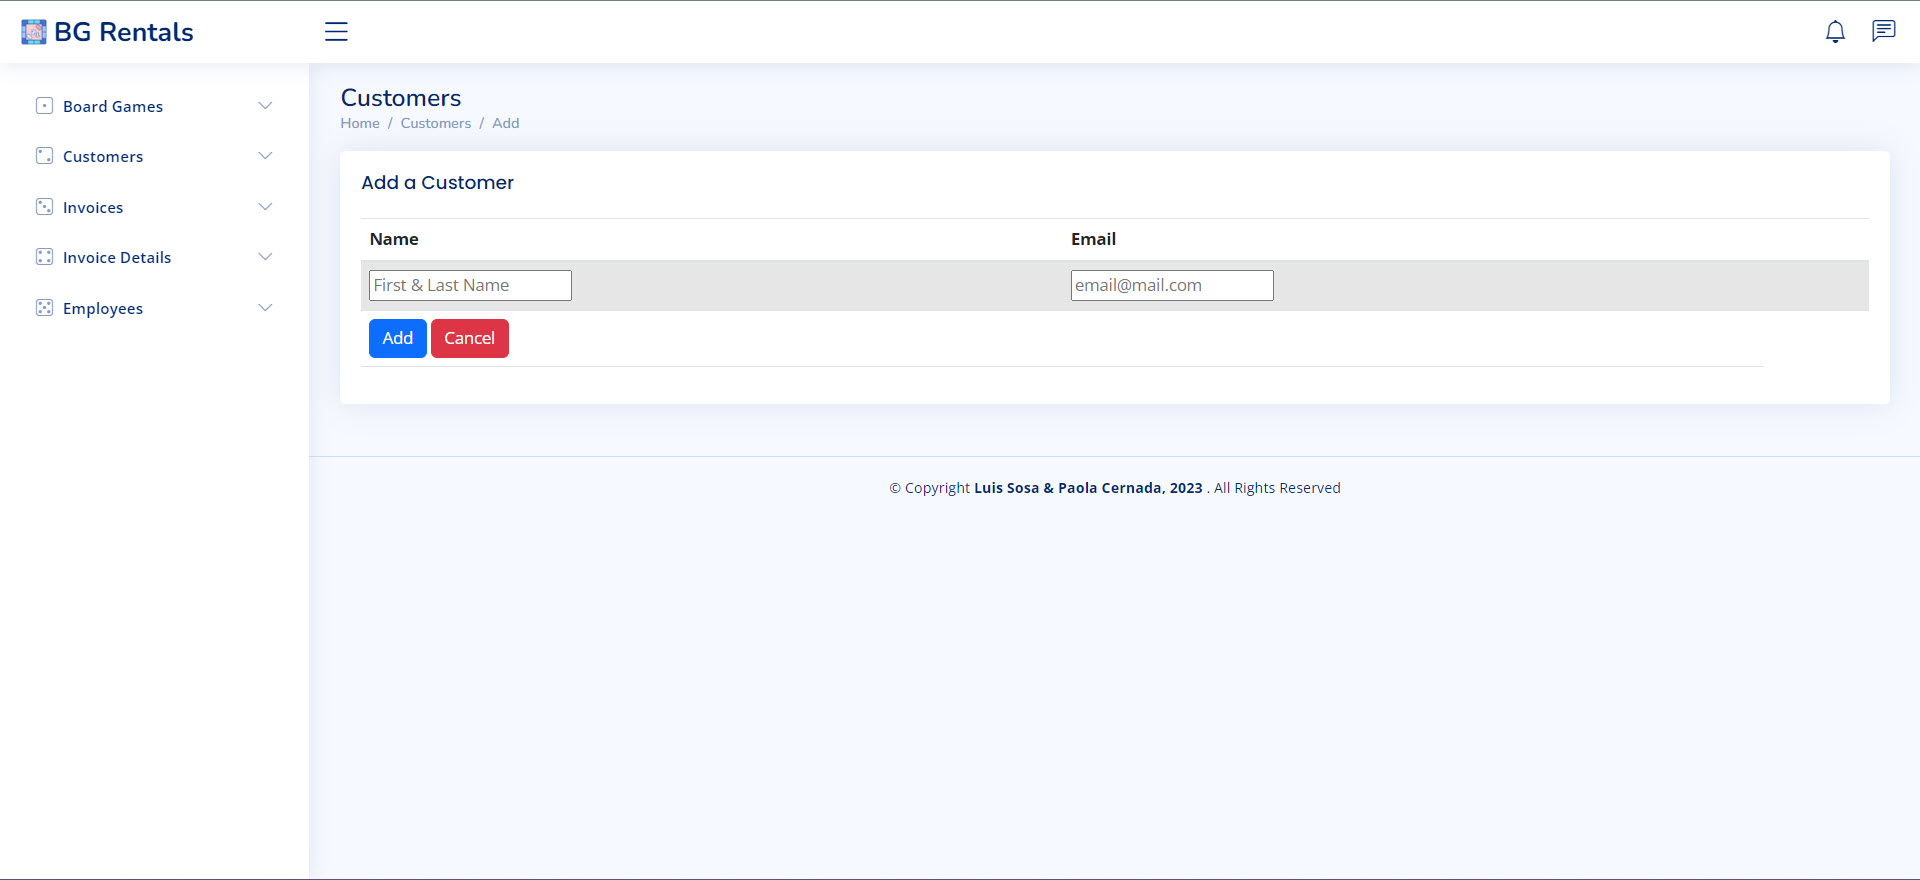 BG Rentals
Board Games
Customers
Invoices
Invoice Details
Employees
Customers
Home / Customers / Add
Add a Customer
Name Email
First & Last Name email@mail.com
Add Cancel
© Copyright Luis Sosa & Paola Cernada, 2023 . All Rights Reserved